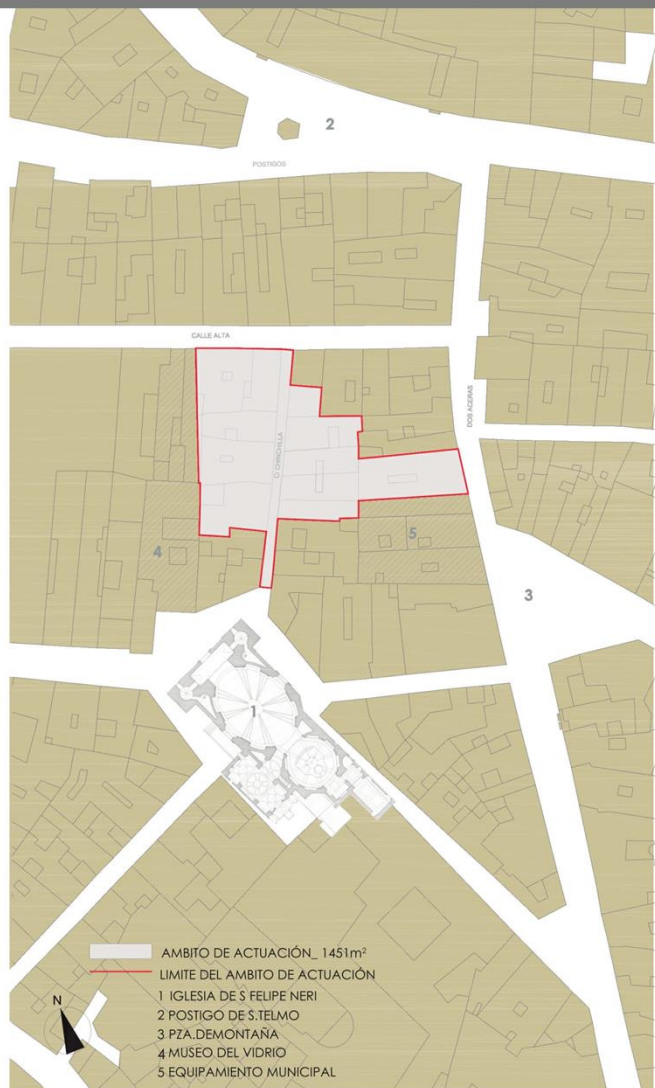 2
POSTIGOS
CALLE ALTA
DOS ACERAS
C/ CHINCHILLA
4
5
3
1
AMBITO DE ACTUACIÓN_ 1451m²
LIMITE DEL AMBITO DE ACTUACIÓN
1 IGLESIA DE S FELIPE NERI
2 POSTIGO DE S.TELMO
3 PZA.DEMONTAÑA
4 MUSEO DEL VIDRIO
5 EQUIPAMIENTO MUNICIPAL
N